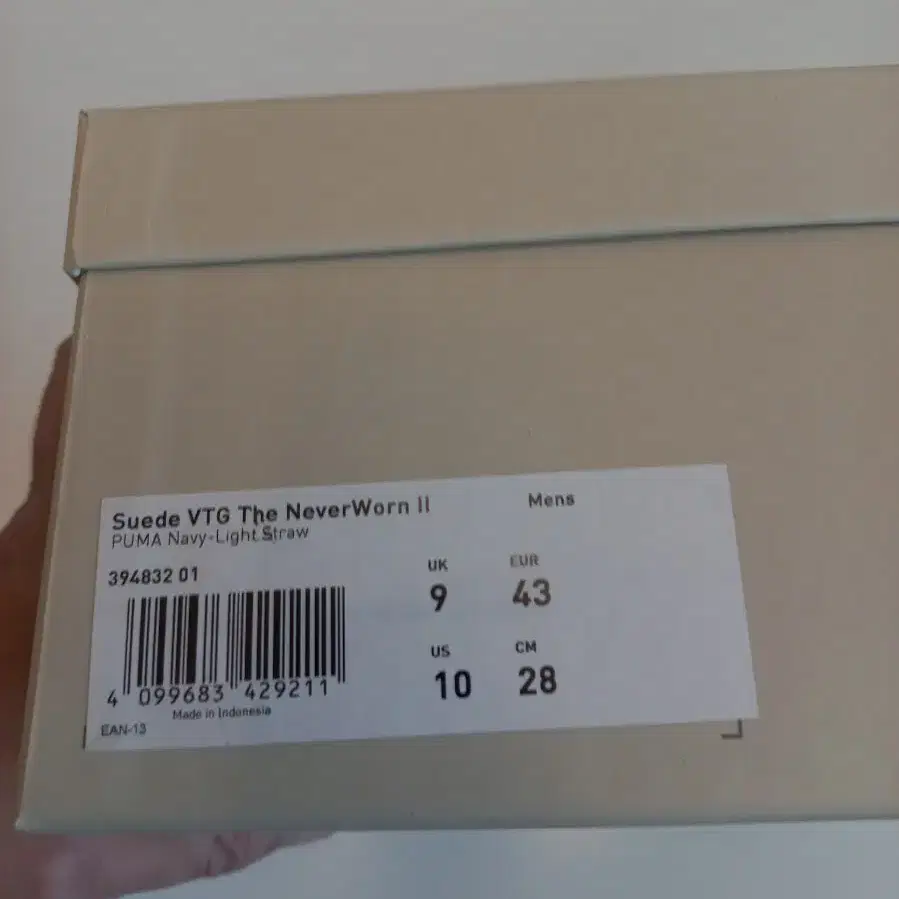 Suede VTG The NeverWorn II
Mens
PUMA Navy-Light Straw
394832 01
UK
EUR
9
43
US
CM
10
28
4 099683 429211
Made in Indonesia
EAN-13